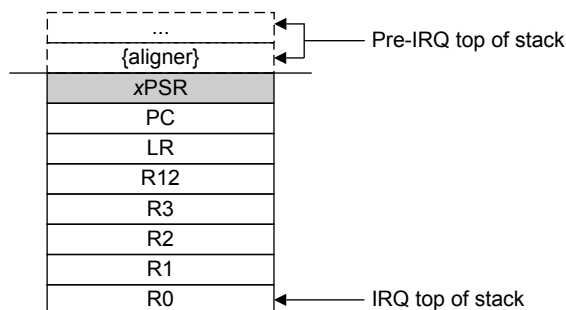 ...
Pre-IRQ top of stack
{aligner}
xPSR
PC
LR
R12
R3
R2
R1
R0
IRQ top of stack